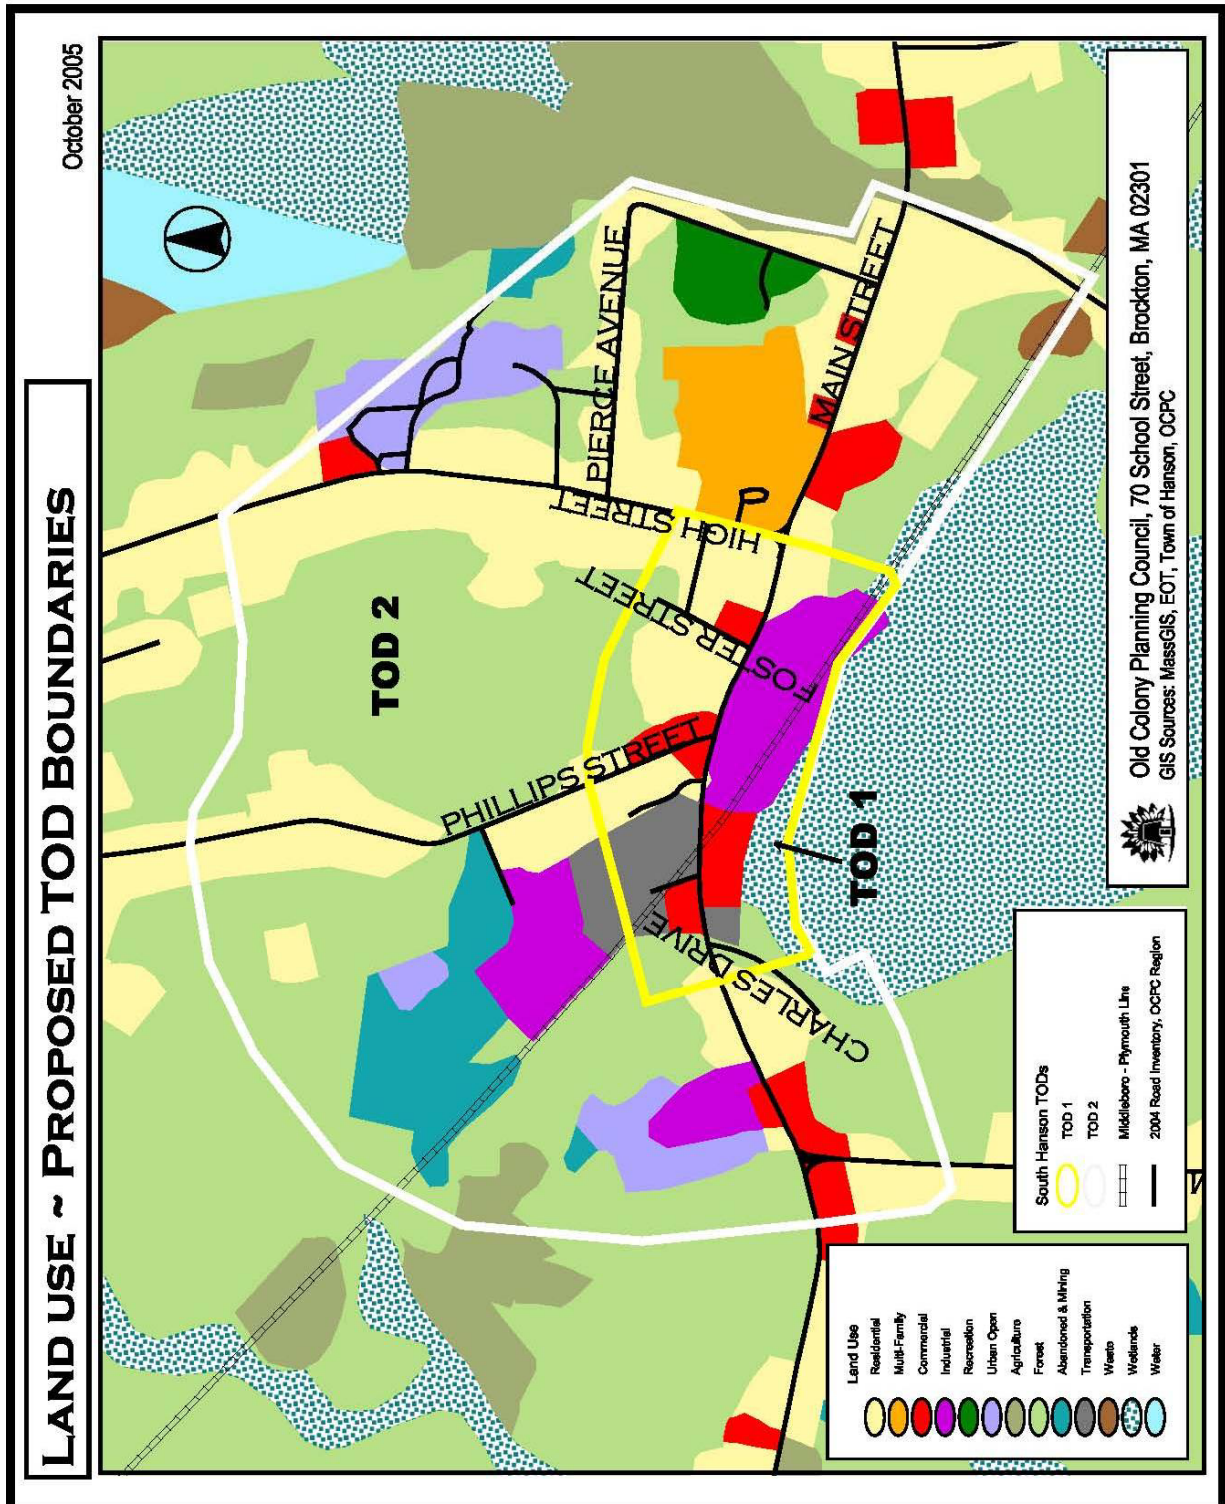 LAND USE ~ PROPOSED TOD BOUNDARIES
October 2005
TOD 2
PHILLIPS STREET
FOSTER STREET
HIGH STREET
PIERCE AVENUE
MAIN STREET
CHARLES DRIVE
TOD 1
Land Use
Residential
Multi-Family
Commercial
Industrial
Recreation
Urban Open
Agriculture
Forest
Abandoned & Mining
Transportation
Waste
Wetlands
Water
South Hanson TODs
TOD 1
TOD 2
Middleboro - Plymouth Line
2004 Road Inventory, OCPC Region
Old Colony Planning Council, 70 School Street, Brockton, MA 02301
GIS Sources: MassGIS, EOT, Town of Hanson, OCPC